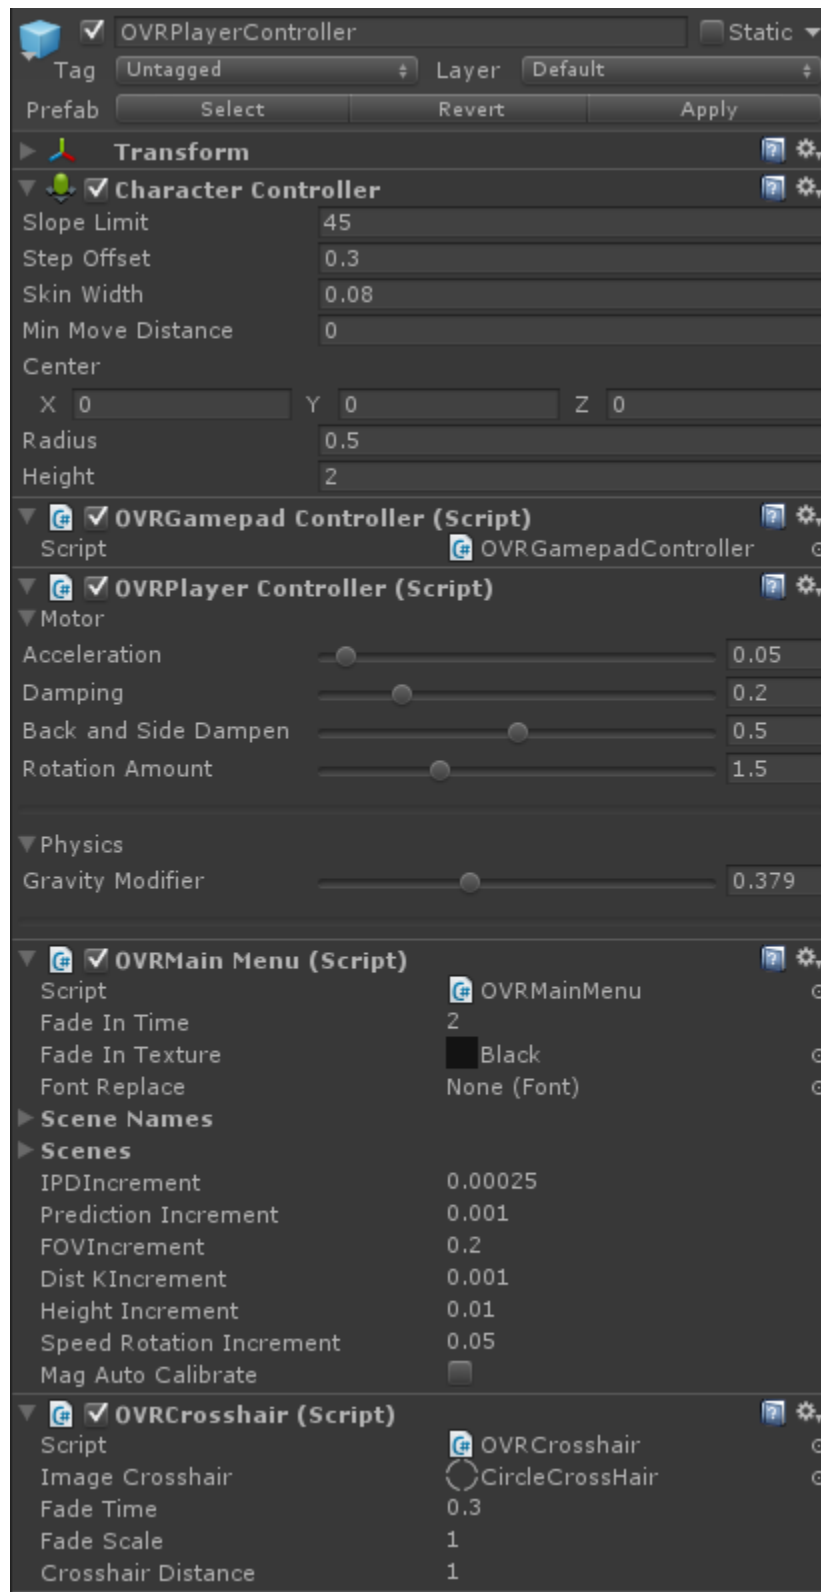 OVRPlayerController Static
Tag Untagged Layer Default
Prefab Select Revert Apply
Transform
Character Controller
Slope Limit 45
Step Offset 0.3
Skin Width 0.08
Min Move Distance 0
Center
X 0 Y 0 Z 0
Radius 0.5
Height 2
OVRGamepad Controller (Script)
Script OVRGamepadController
OVRPlayer Controller (Script)
Motor
Acceleration 0.05
Damping 0.2
Back and Side Dampen 0.5
Rotation Amount 1.5
Physics
Gravity Modifier 0.379
OVRMain Menu (Script)
Script OVRMainMenu
Fade In Time 2
Fade In Texture Black
Font Replace None (Font)
Scene Names
Scenes
IPDIncrement 0.00025
Prediction Increment 0.001
FOVIncrement 0.2
Dist KIncrement 0.001
Height Increment 0.01
Speed Rotation Increment 0.05
Mag Auto Calibrate
OVRCrosshair (Script)
Script OVRCrosshair
Image Crosshair CircleCrossHair
Fade Time 0.3
Fade Scale 1
Crosshair Distance 1